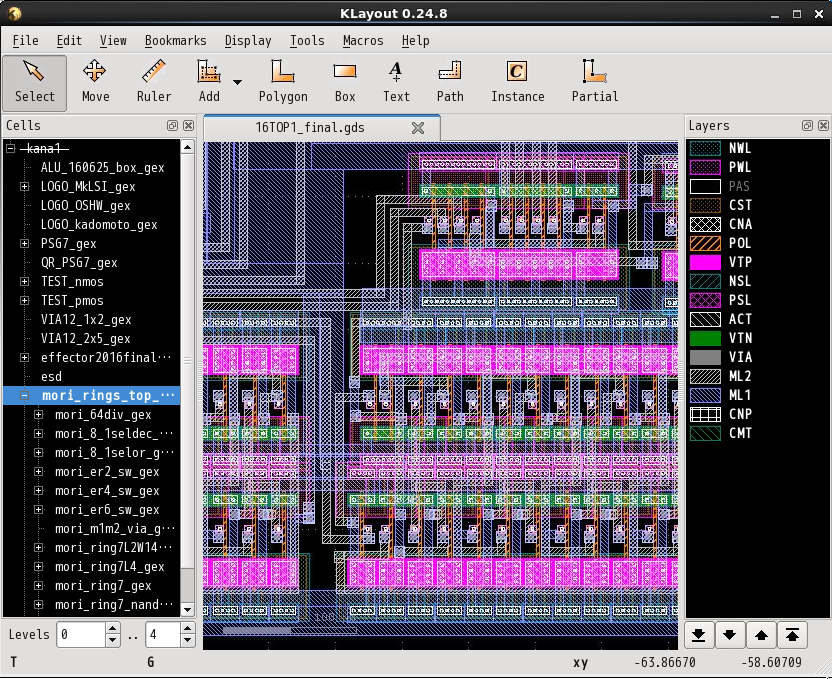 KLayout 0.24.8
File Edit View Bookmarks Display Tools Macros Help
Select Move Ruler Add Polygon Box Text Path Instance Partial
Cells
16TOP1_final.gds
Layers
kana1
ALU_160625_box_gex
LOGO_MkLSI_gex
LOGO_OSHW_gex
LOGO_kadomoto_gex
PSG7_gex
QR_PSG7_gex
TEST_nmos
TEST_pmos
VIA12_1x2_gex
VIA12_2x5_gex
effector2016final···
esd
mori_rings_top_···
mori_64div_gex
mori_8_1seldec_···
mori_8_1selor_g···
mori_er2_sw_gex
mori_er4_sw_gex
mori_er6_sw_gex
mori_m1m2_via_g···
mori_ring7L2W14···
mori_ring7L4_gex
mori_ring7_gex
mori_ring7_nand···
NWL
PWL
PAS
CST
CNA
POL
VTP
NSL
PSL
ACT
VTN
VIA
ML2
ML1
CNP
CMT
Levels 0 .. 4
T G xy -63.86670 -58.60709